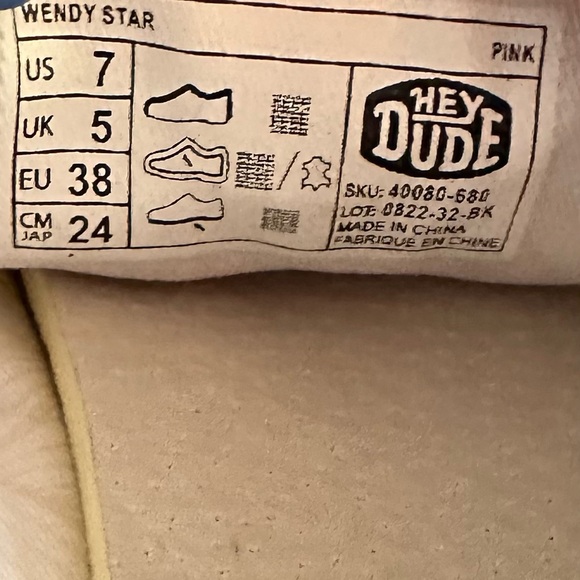 WENDY STAR
PINK
US 7
UK 5
EU 38
CM JAP 24
HEY DUDE
SKU: 40080-680
LOT: 0822-32-BK
MADE IN CHINA
FABRIQUE EN CHINE